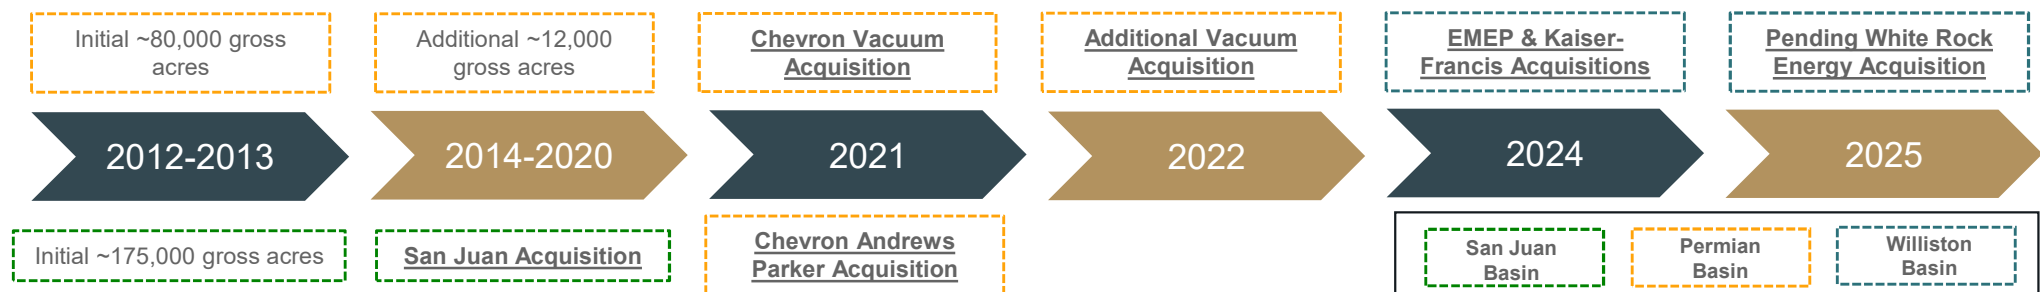 Initial ~80,000 gross
acres
Additional ~12,000
gross acres
Chevron Vacuum
Acquisition
Additional Vacuum
Acquisition
EMEP & Kaiser-
Francis Acquisitions
Pending White Rock
Energy Acquisition
2012-2013
2014-2020
2021
2022
2024
2025
Initial ~175,000 gross acres
San Juan Acquisition
Chevron Andrews
Parker Acquisition
San Juan
Basin
Permian
Basin
Williston
Basin